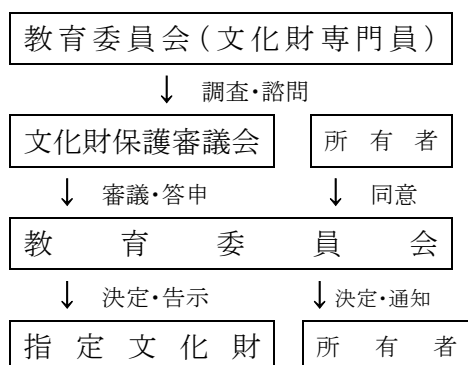 教育委員会(文化財専門員)
↓ 調査・諮問
文化財保護審議会 所有者
↓ 審議・答申 ↓ 同意
教育委員会
↓ 決定・告示 ↓ 決定・通知
指定文化財 所有者